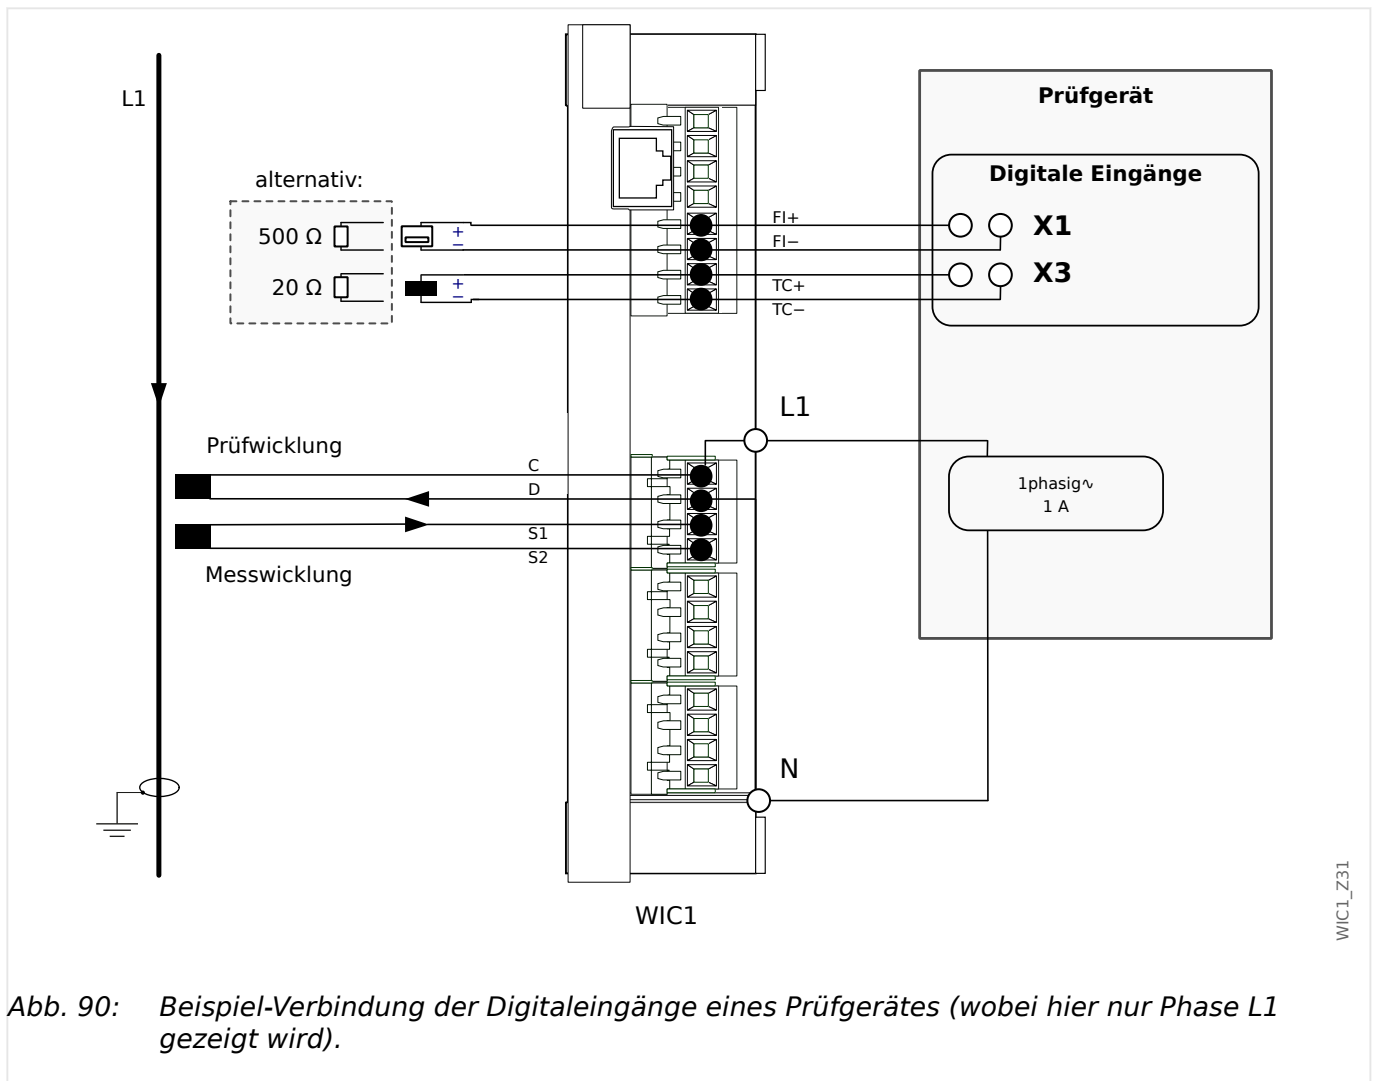 L1
Prüfgerät
Digitale Eingänge
alternativ:
500 Ω
+
−
FI+
FI−
X1
20 Ω
+
−
TC+
TC−
X3
L1
Prüfwicklung
C
D
1phasig∿
1 A
S1
S2
Messwicklung
N
WIC1
WIC1_Z31
Abb. 90: Beispiel-Verbindung der Digitaleingänge eines Prüfgerätes (wobei hier nur Phase L1
gezeigt wird).